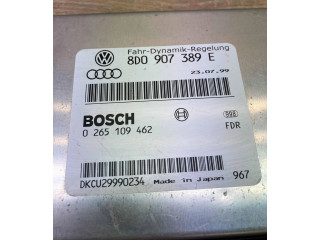 Fahr-Dynamik-Regelung
8D0 907 389 E
23.07.99
BOSCH
0 265 109 462
FDR
DKCU29990234 Made in Japan 967